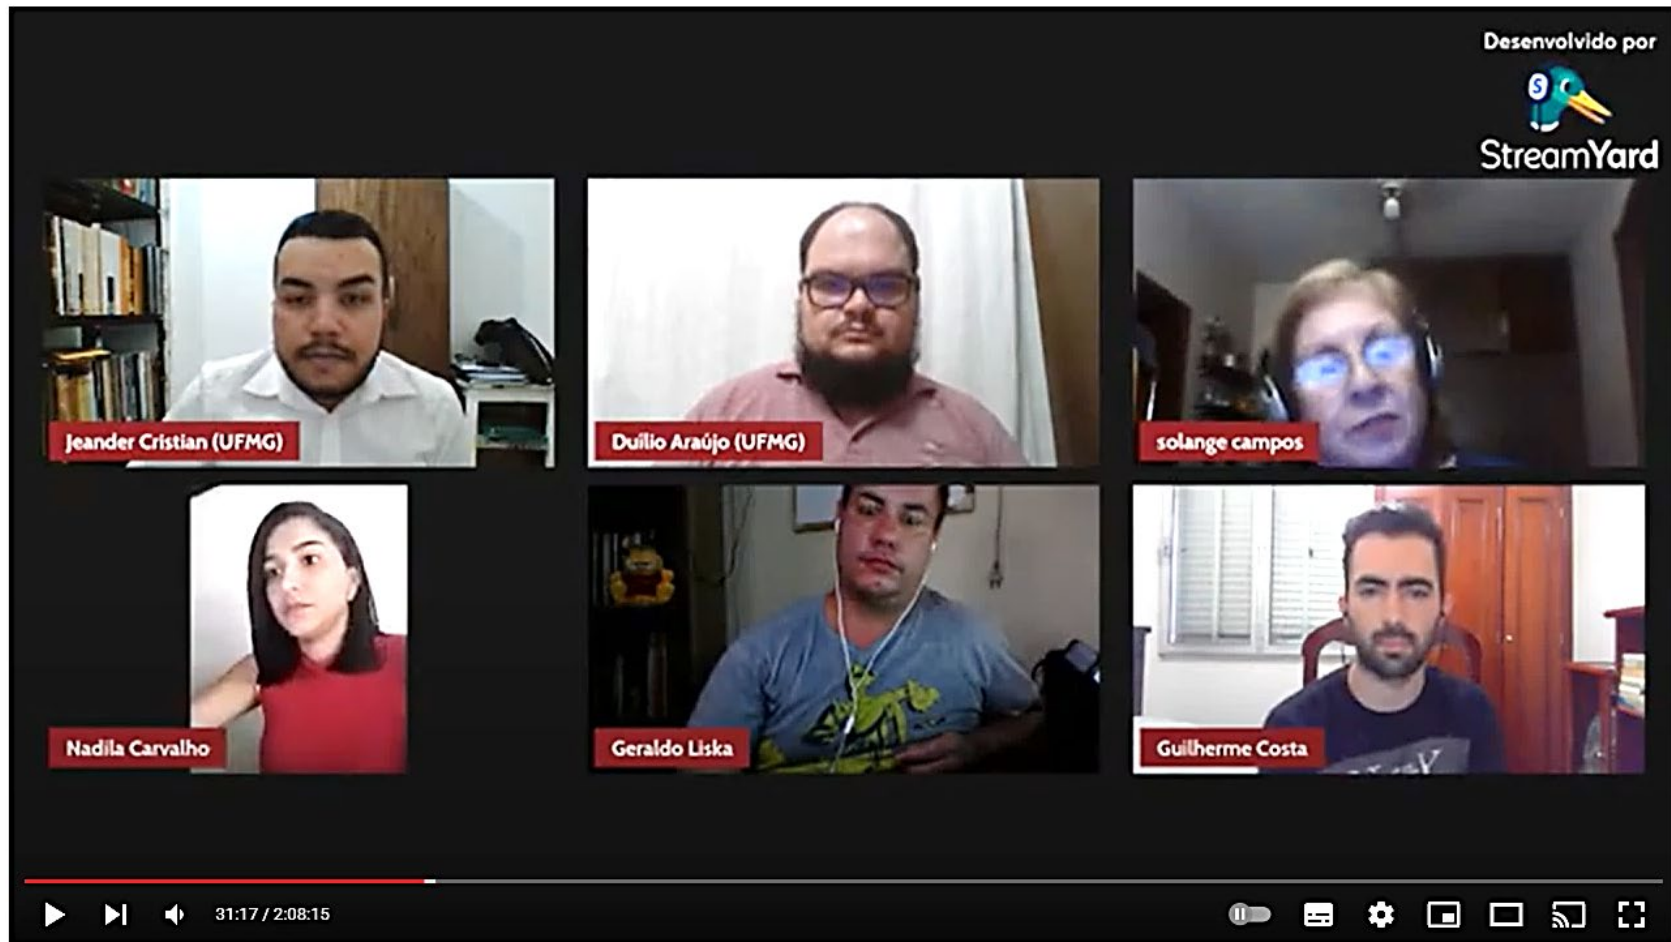 Desenvolvido por
StreamYard
Jeander Cristian (UFMG)
Duílio Araújo (UFMG)
solange campos
Nadila Carvalho
Geraldo Liska
Guilherme Costa
31:17 / 2:08:15